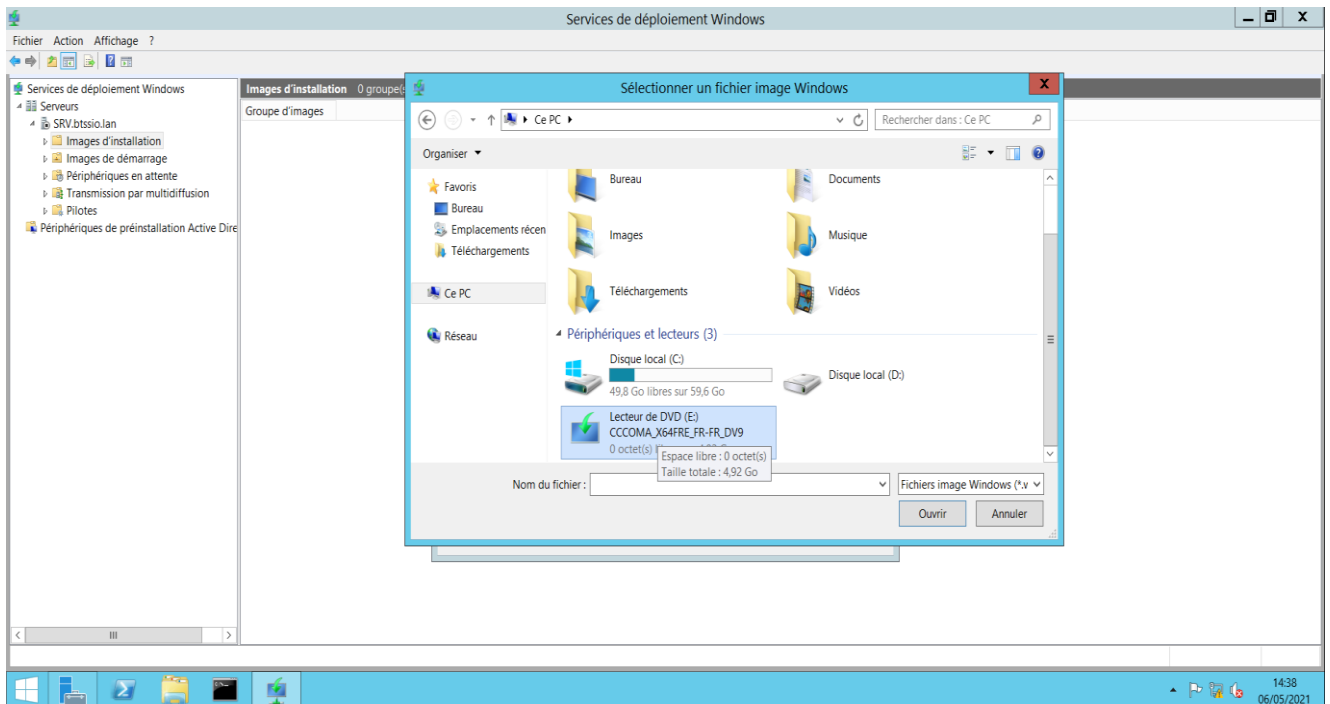 Services de déploiement Windows
X
Fichier Action Affichage ?
Services de déploiement Windows
Serveurs
SRV.btssio.lan
Images d'installation
Images de démarrage
Périphériques en attente
Transmission par multidiffusion
Pilotes
Périphériques de préinstallation Active Dire
Images d'installation 0 groupe(s
Groupe d'images
Sélectionner un fichier image Windows
X
Ce PC
Rechercher dans : Ce PC
Organiser
Favoris
Bureau
Emplacements récen
Téléchargements
Ce PC
Réseau
Bureau
Documents
Images
Musique
Téléchargements
Vidéos
Périphériques et lecteurs (3)
Disque local (C:)
49,8 Go libres sur 59,6 Go
Disque local (D:)
Lecteur de DVD (E:)
CCCOMA_X64FRE_FR-FR_DV9
0 octet(s)
Espace libre : 0 octet(s)
Taille totale : 4,92 Go
Nom du fichier :
Fichiers image Windows (*.v
Ouvrir
Annuler
14:38
06/05/2021